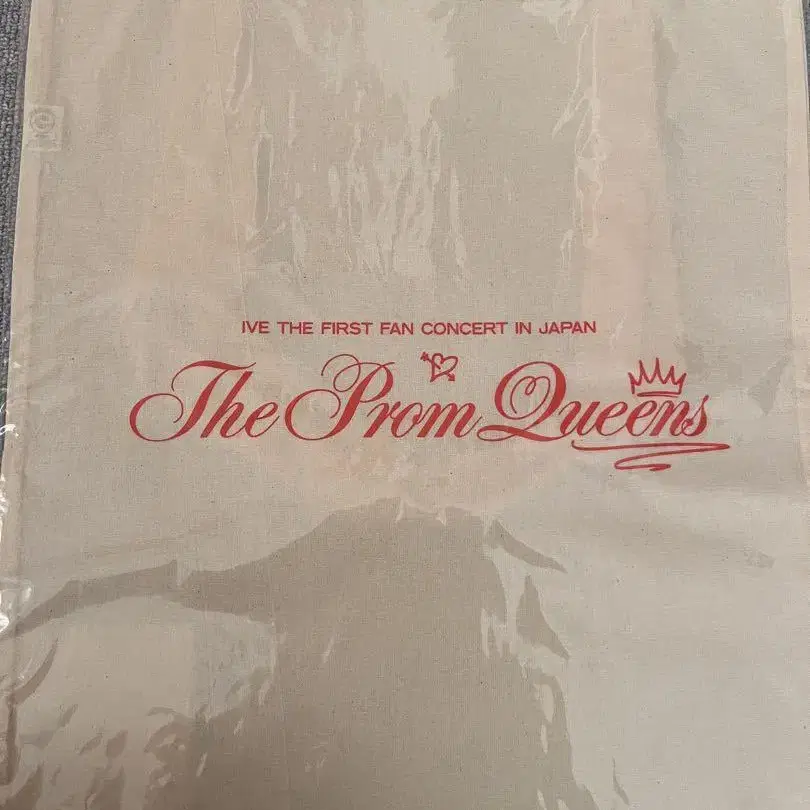 IVE THE FIRST FAN CONCERT IN JAPAN
The Prom Queens